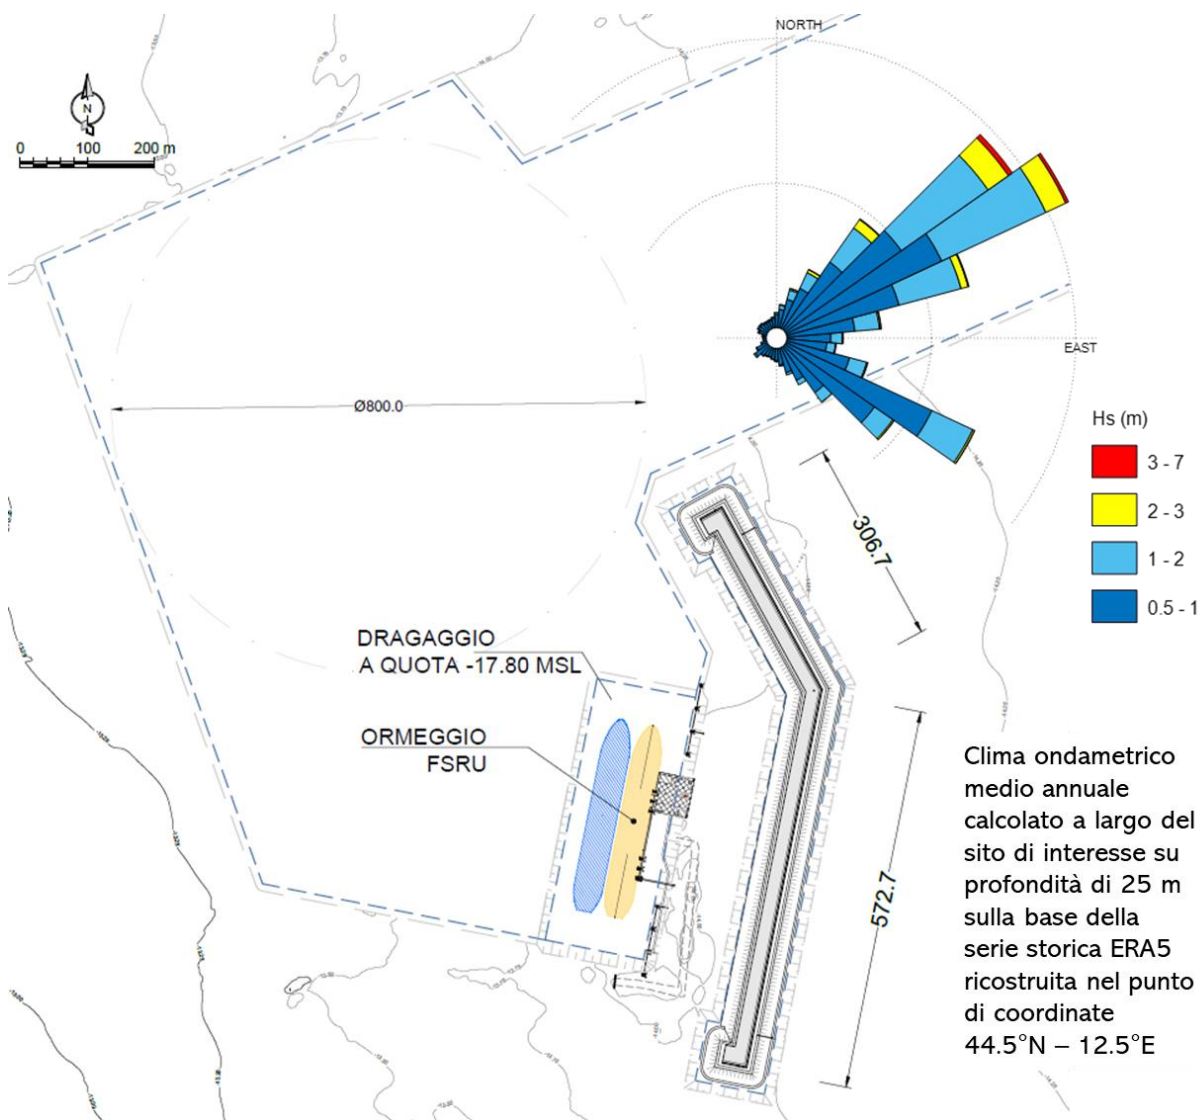 NORTH
N
0 100 200 m
EAST
Ø800.0
Hs (m)
3 - 7
2 - 3
1 - 2
0.5 - 1
306.7
DRAGAGGIO
A QUOTA -17.80 MSL
ORMEGGIO
FSRU
572.7
Clima ondametrico
medio annuale
calcolato a largo del
sito di interesse su
profondità di 25 m
sulla base della
serie storica ERA5
ricostruita nel punto
di coordinate
44.5°N – 12.5°E